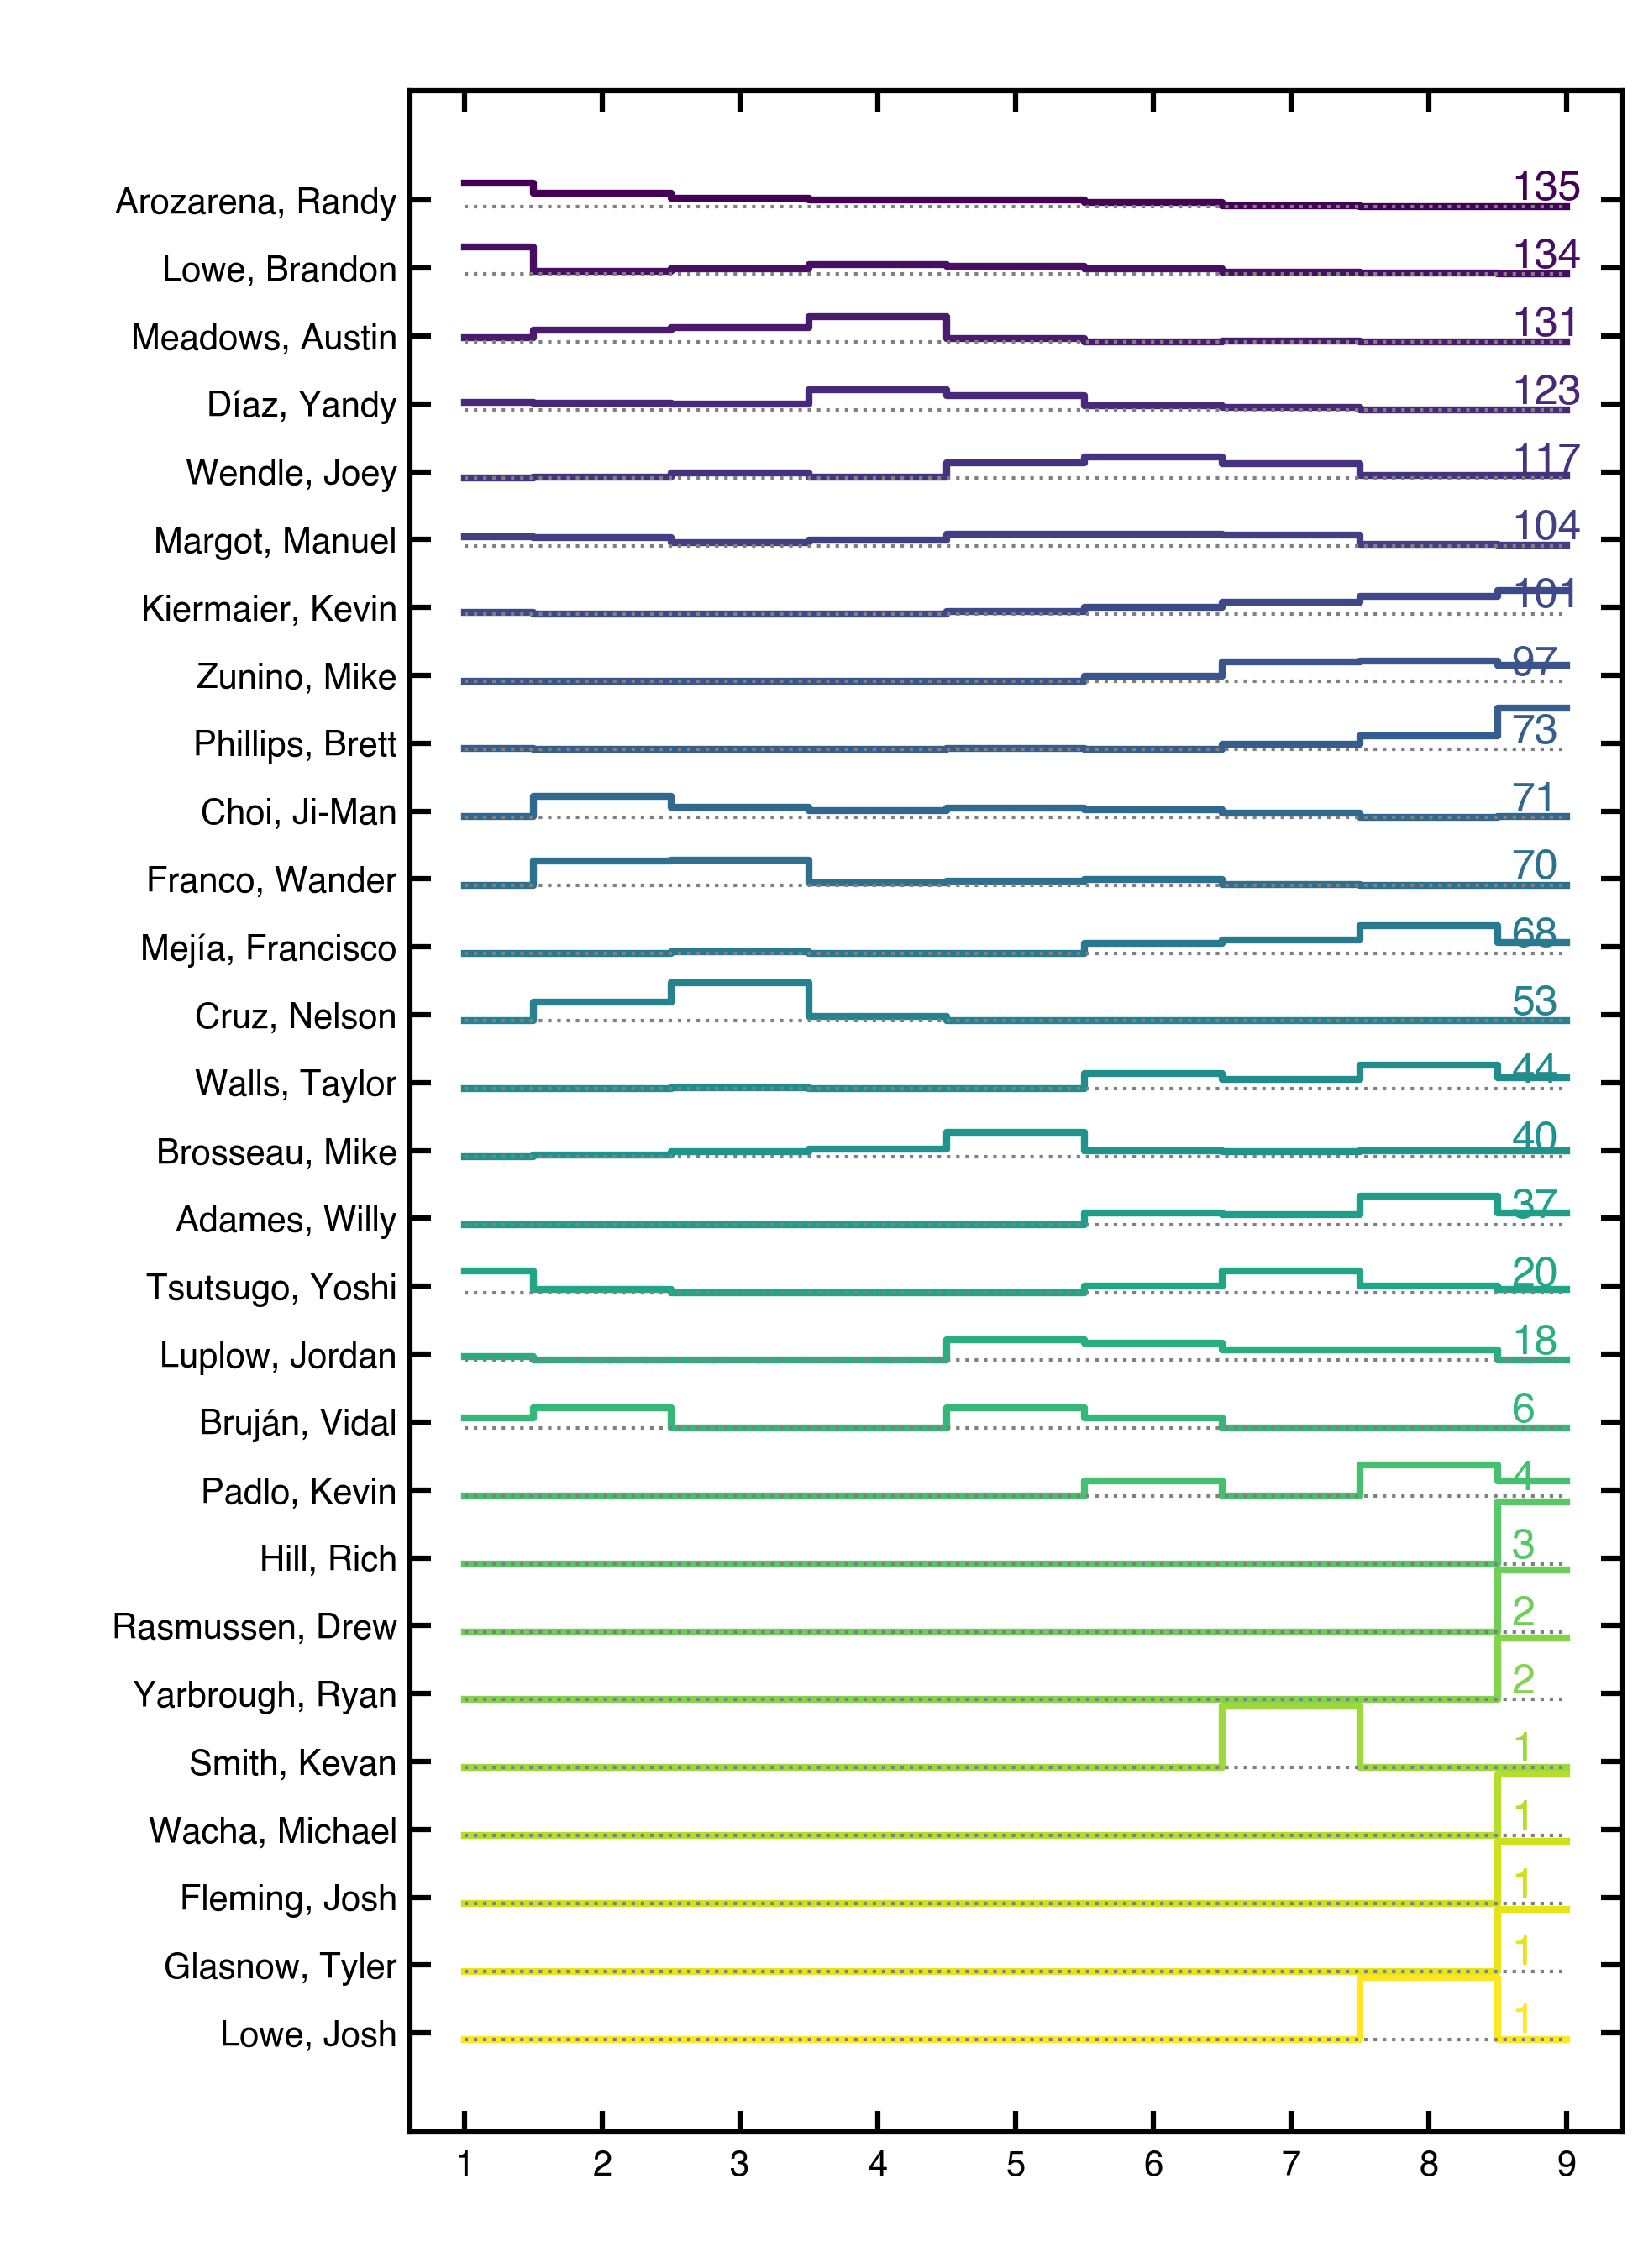 Arozarena, Randy 135
Lowe, Brandon 134
Meadows, Austin 131
Díaz, Yandy 123
Wendle, Joey 117
Margot, Manuel 104
Kiermaier, Kevin 101
Zunino, Mike 97
Phillips, Brett 73
Choi, Ji-Man 71
Franco, Wander 70
Mejía, Francisco 68
Cruz, Nelson 53
Walls, Taylor 44
Brosseau, Mike 40
Adames, Willy 37
Tsutsugo, Yoshi 20
Luplow, Jordan 18
Bruján, Vidal 6
Padlo, Kevin 4
Hill, Rich 3
Rasmussen, Drew 2
Yarbrough, Ryan 2
Smith, Kevan 1
Wacha, Michael 1
Fleming, Josh 1
Glasnow, Tyler 1
Lowe, Josh 1
1 2 3 4 5 6 7 8 9